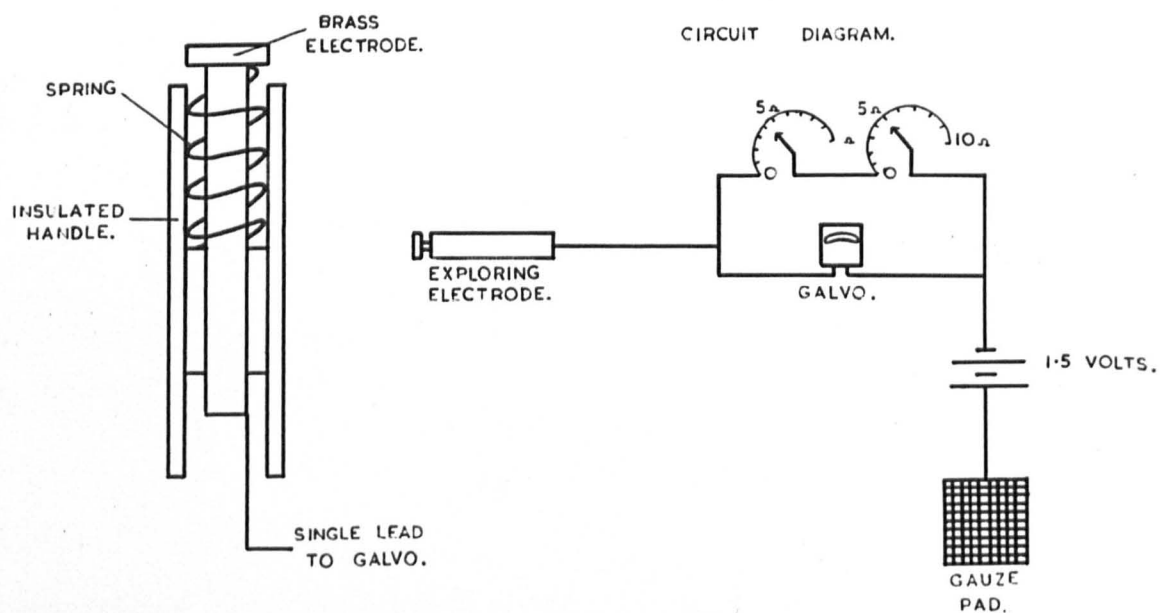 BRASS
ELECTRODE.
SPRING
INSULATED
HANDLE.
SINGLE LEAD
TO GALVO.
CIRCUIT DIAGRAM.
5Ω
Ω
O
5Ω
10Ω
O
EXPLORING
ELECTRODE.
GALVO.
1·5 VOLTS.
GAUZE
PAD.